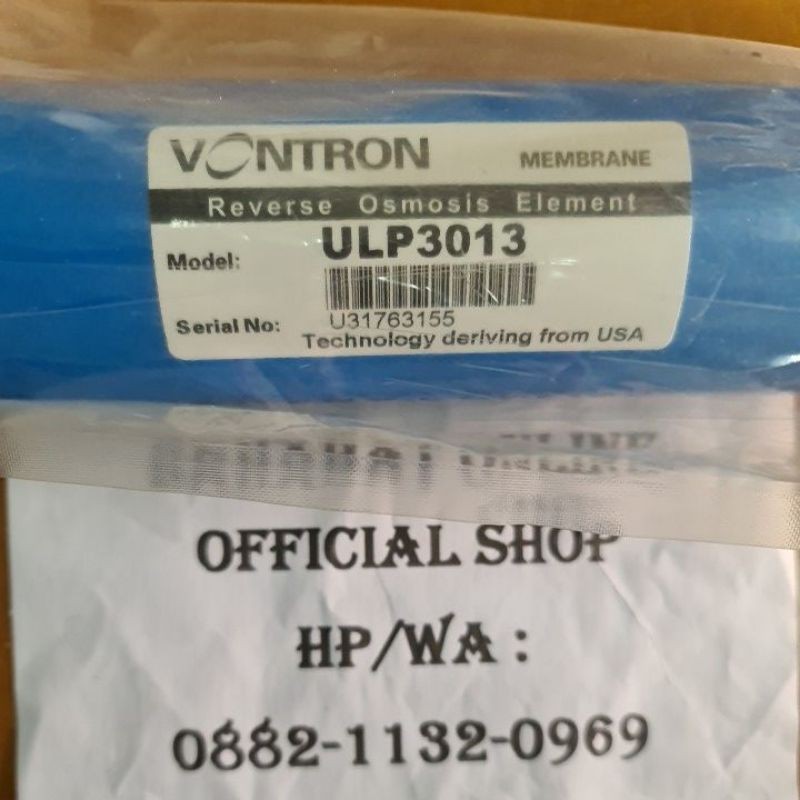 VONTRON MEMBRANE
Reverse Osmosis Element
Model: ULP3013
Serial No: U31763155
Technology deriving from USA
OFFICIAL SHOP
HP/WA :
0882-1132-0969